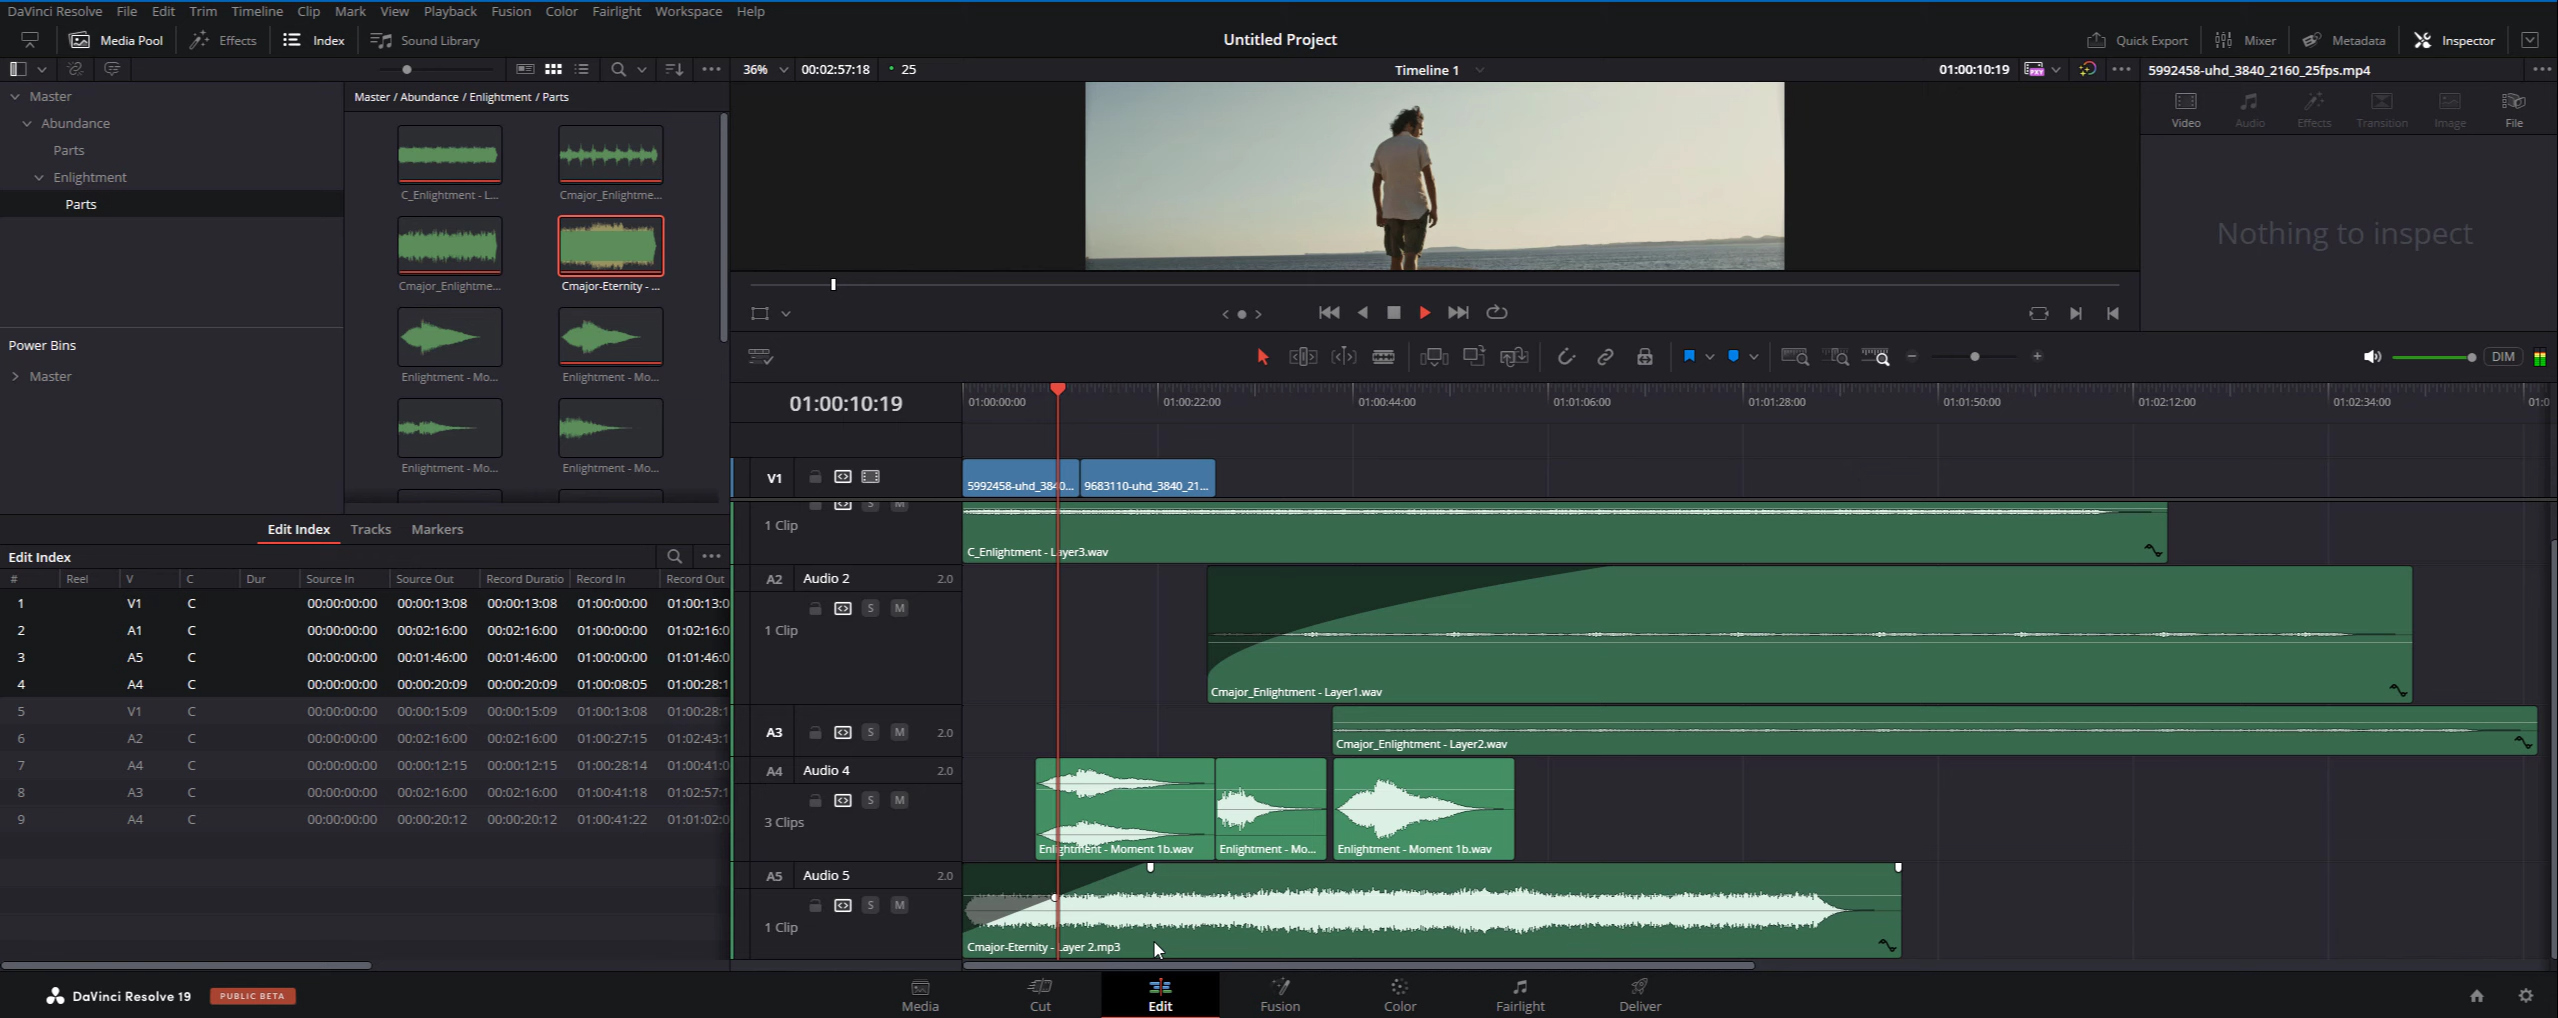 DaVinci Resolve File Edit Trim Timeline Clip Mark View Playback Fusion Color Fairlight Workspace Help
Media Pool Effects Index Sound Library Untitled Project Quick Export Mixer Metadata Inspector
36% 00:02:57:18 25 Timeline 1 01:00:10:19 5992458-uhd_3840_2160_25fps.mp4
Master
Abundance
Parts
Enlightment
Parts
Power Bins
Master
Master / Abundance / Enlightment / Parts
C_Enlightment - L... Cmajor_Enlightme...
Cmajor_Enlightme... Cmajor-Eternity - ...
Enlightment - Mo... Enlightment - Mo...
Enlightment - Mo... Enlightment - Mo...
Video Audio Effects Transition Image File
Nothing to inspect
DIM
Edit Index Tracks Markers
Edit Index
# Reel V C Dur Source In Source Out Record Duratio Record In Record Out
1 V1 C 00:00:00:00 00:00:13:08 00:00:13:08 01:00:00:00 01:00:13:0
2 A1 C 00:00:00:00 00:02:16:00 00:02:16:00 01:00:00:00 01:02:16:0
3 A5 C 00:00:00:00 00:01:46:00 00:01:46:00 01:00:00:00 01:01:46:0
4 A4 C 00:00:00:00 00:00:20:09 00:00:20:09 01:00:08:05 01:00:28:1
5 V1 C 00:00:00:00 00:00:15:09 00:00:15:09 01:00:13:08 01:00:28:1
6 A2 C 00:00:00:00 00:02:16:00 00:02:16:00 01:00:27:15 01:02:43:1
7 A4 C 00:00:00:00 00:00:12:15 00:00:12:15 01:00:28:14 01:00:41:0
8 A3 C 00:00:00:00 00:02:16:00 00:02:16:00 01:00:41:18 01:02:57:1
9 A4 C 00:00:00:00 00:00:20:12 00:00:20:12 01:00:41:22 01:01:02:0
01:00:10:19 01:00:00:00 01:00:22:00 01:00:44:00 01:01:06:00 01:01:28:00 01:01:50:00 01:02:12:00 01:02:34:00 01:0
V1 5992458-uhd_3840... 9683110-uhd_3840_21...
S M
1 Clip
C_Enlightment - Layer3.wav
A2 Audio 2 2.0
S M
1 Clip
Cmajor_Enlightment - Layer1.wav
A3 S M 2.0
Cmajor_Enlightment - Layer2.wav
A4 Audio 4 2.0
S M
3 Clips
Enlightment - Moment 1b.wav Enlightment - Mo... Enlightment - Moment 1b.wav
A5 Audio 5 2.0
S M
1 Clip
Cmajor-Eternity - Layer 2.mp3
DaVinci Resolve 19 PUBLIC BETA Media Cut Edit Fusion Color Fairlight Deliver